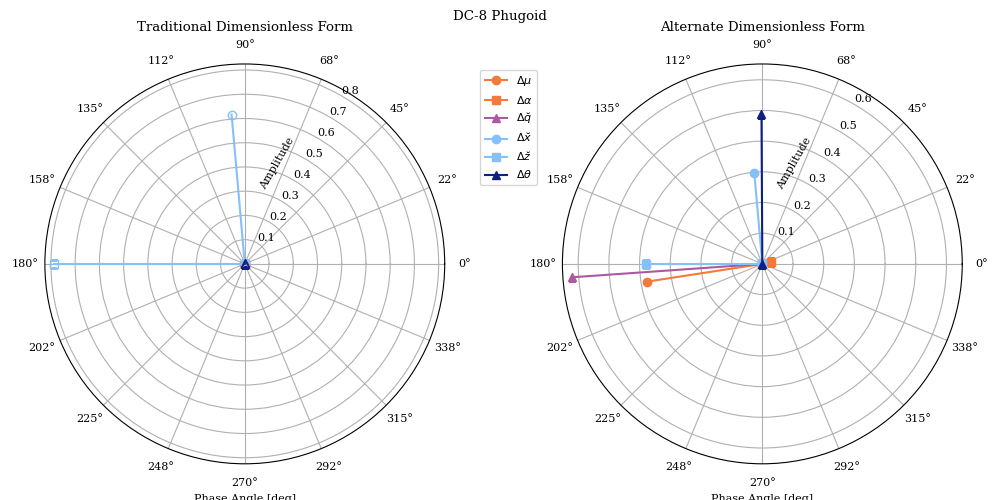 DC-8 Phugoid
Traditional Dimensionless Form
90°
112° 68°
135° 45°
158° 22°
180° 0°
202° 338°
225° 315°
248° 292°
270°
0.1
0.2
0.3
0.4
0.5
0.6
0.7
0.8
Amplitude
Phase Angle [deg]
Δμ
Δα
Δq̆
Δx̆
Δz̆
Δθ
Alternate Dimensionless Form
90°
112° 68°
135° 45°
158° 22°
180° 0°
202° 338°
225° 315°
248° 292°
270°
0.1
0.2
0.3
0.4
0.5
0.6
Amplitude
Phase Angle [deg]